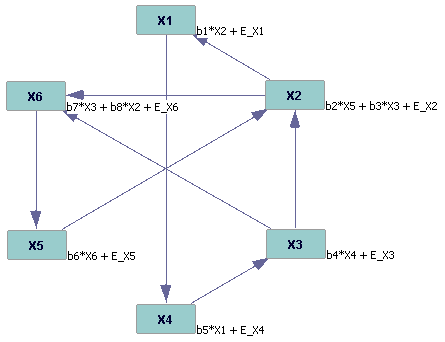 X1
b1*X2 + E_X1
X6
b7*X3 + b8*X2 + E_X6
X2
b2*X5 + b3*X3 + E_X2
X5
b6*X6 + E_X5
X3
b4*X4 + E_X3
X4
b5*X1 + E_X4